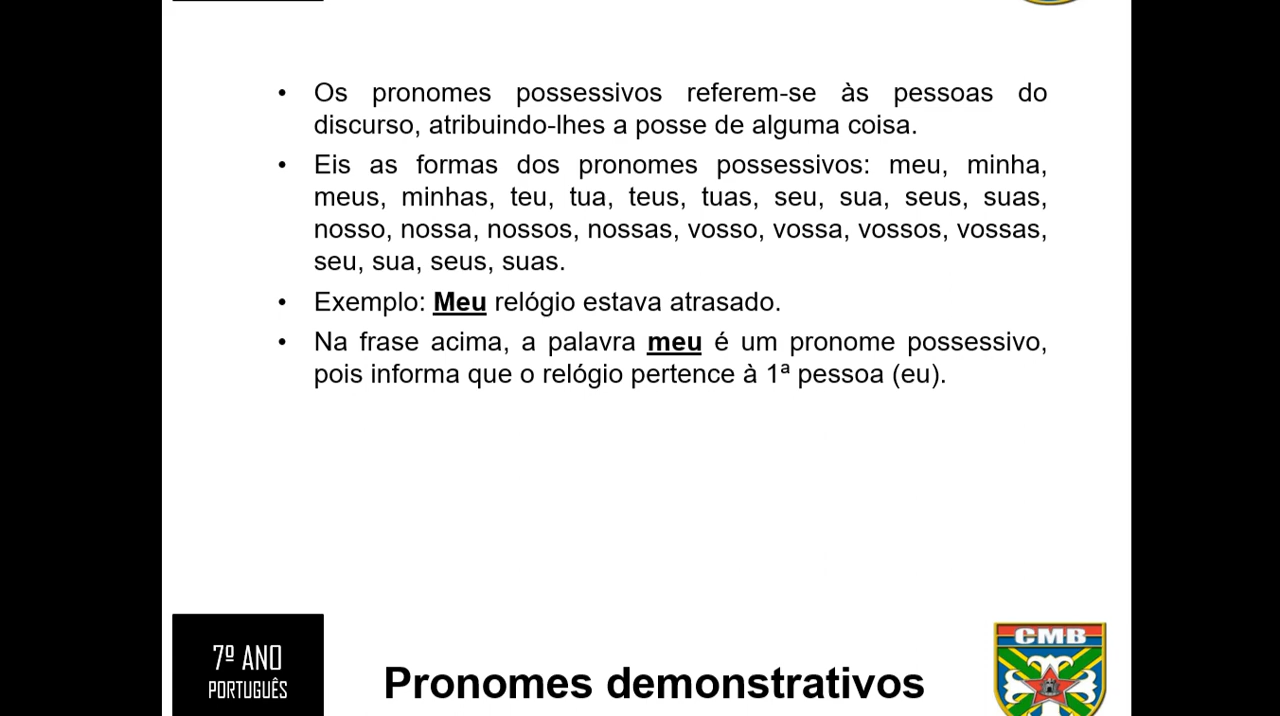 • Os pronomes possessivos referem-se às pessoas do
discurso, atribuindo-lhes a posse de alguma coisa.
• Eis as formas dos pronomes possessivos: meu, minha,
meus, minhas, teu, tua, teus, tuas, seu, sua, seus, suas,
nosso, nossa, nossos, nossas, vosso, vossa, vossos, vossas,
seu, sua, seus, suas.
• Exemplo: Meu relógio estava atrasado.
• Na frase acima, a palavra meu é um pronome possessivo,
pois informa que o relógio pertence à 1ª pessoa (eu).
7º ANO
PORTUGUÊS
Pronomes demonstrativos
CMB